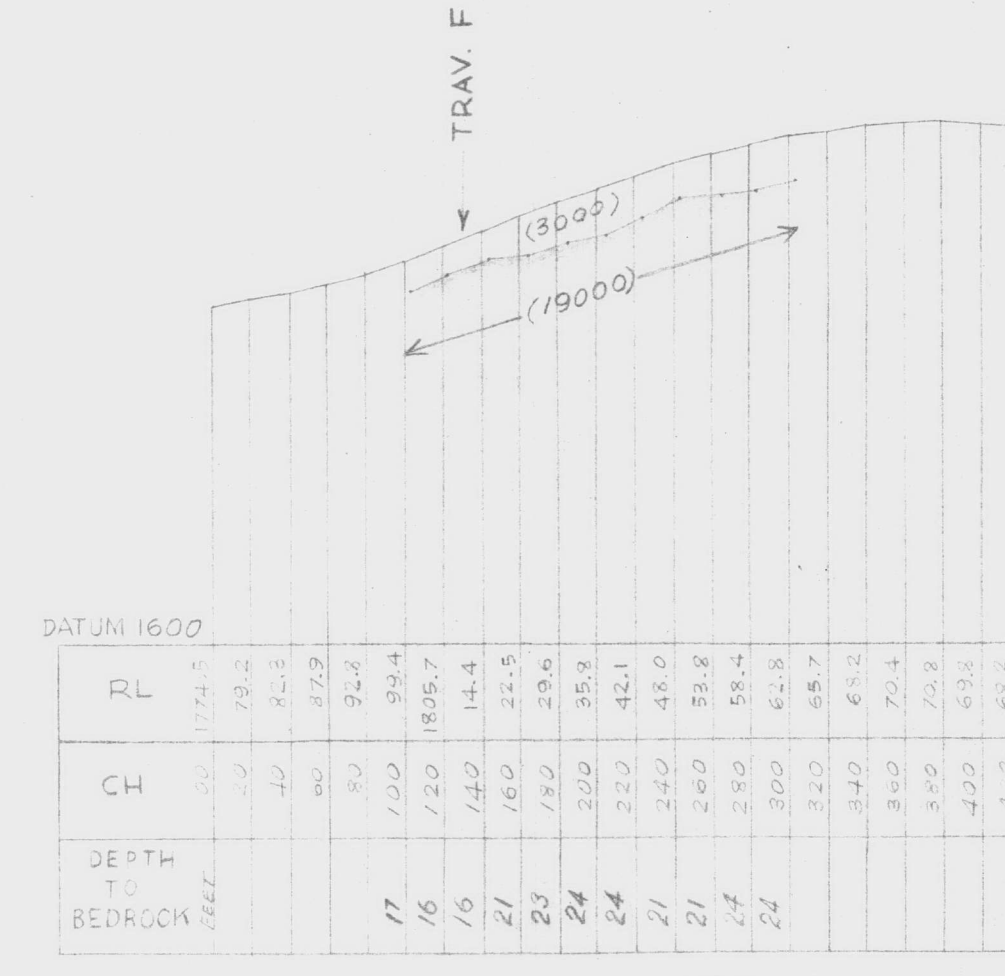 TRAV. F
(3000)
(19000)
DATUM 1600
RL 1774.5 79.2 82.3 87.9 92.8 99.4 1805.7 14.4 22.5 29.6 35.8 42.1 48.0 53.8 58.4 62.8 65.7 68.2 70.4 70.8 69.8
CH 00 20 40 60 80 100 120 140 160 180 200 220 240 260 280 300 320 340 360 380 400
DEPTH
TO
BEDROCK FEET 17 16 16 21 23 24 24 21 21 24 24